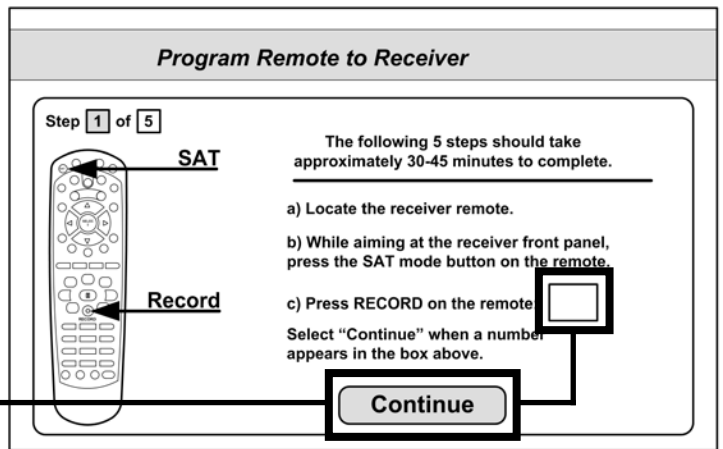 Program Remote to Receiver
Step 1 of 5
SAT
Record
RECORD
The following 5 steps should take
approximately 30-45 minutes to complete.
a) Locate the receiver remote.
b) While aiming at the receiver front panel,
press the SAT mode button on the remote.
c) Press RECORD on the remote:
Select “Continue” when a number
appears in the box above.
Continue